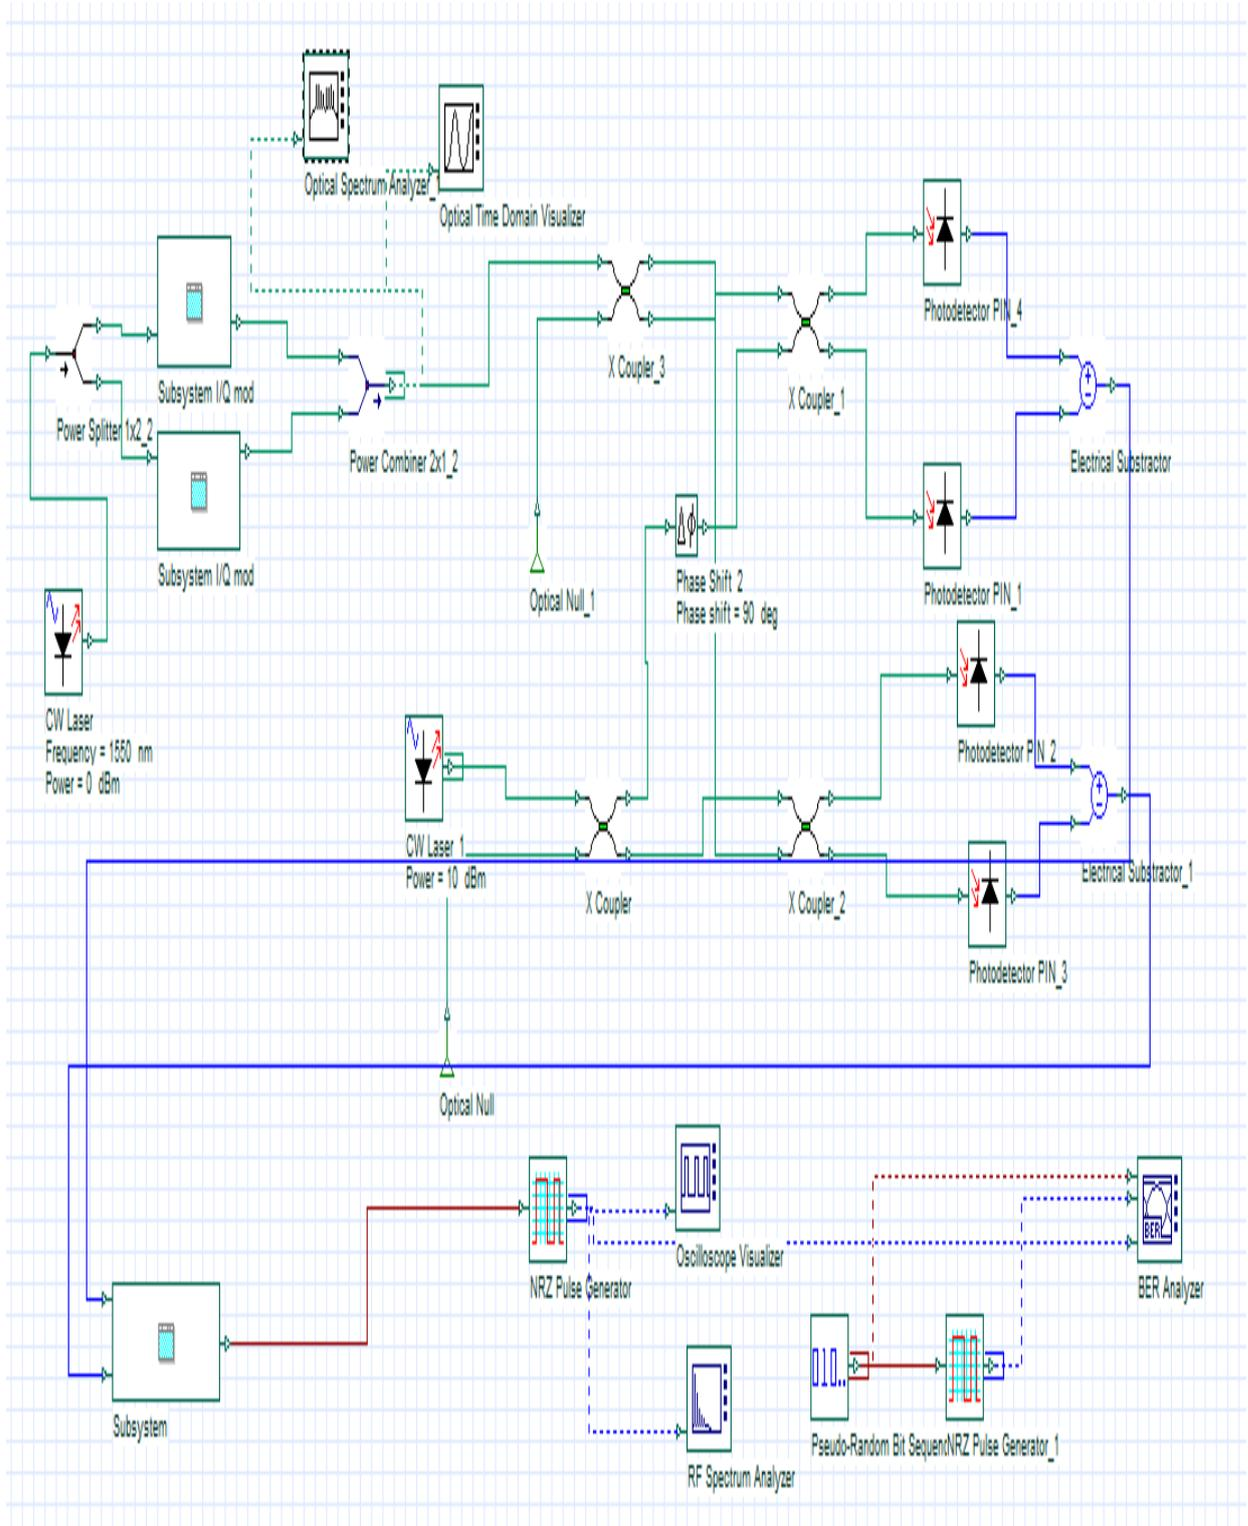 Optical Spectrum Analyzer_1
Optical Time Domain Visualizer
Photodetector PIN_4
X Coupler_3
Subsystem I/Q mod
X Coupler_1
Power Splitter 1x2_2
Power Combiner 2x1_2
Electrical Substractor
Subsystem I/Q mod
Optical Null_1
Phase Shift_2
Phase shift = 90 deg
Photodetector PIN_1
CW Laser
Frequency = 1550 nm
Power = 0 dBm
Photodetector PIN_2
CW Laser_1
Power = 10 dBm
X Coupler
X Coupler_2
Electrical Substractor_1
Photodetector PIN_3
Optical Null
Oscilloscope Visualizer
NRZ Pulse Generator
BER
BER Analyzer
010..
Subsystem
Pseudo-Random Bit Sequen
NRZ Pulse Generator_1
RF Spectrum Analyzer